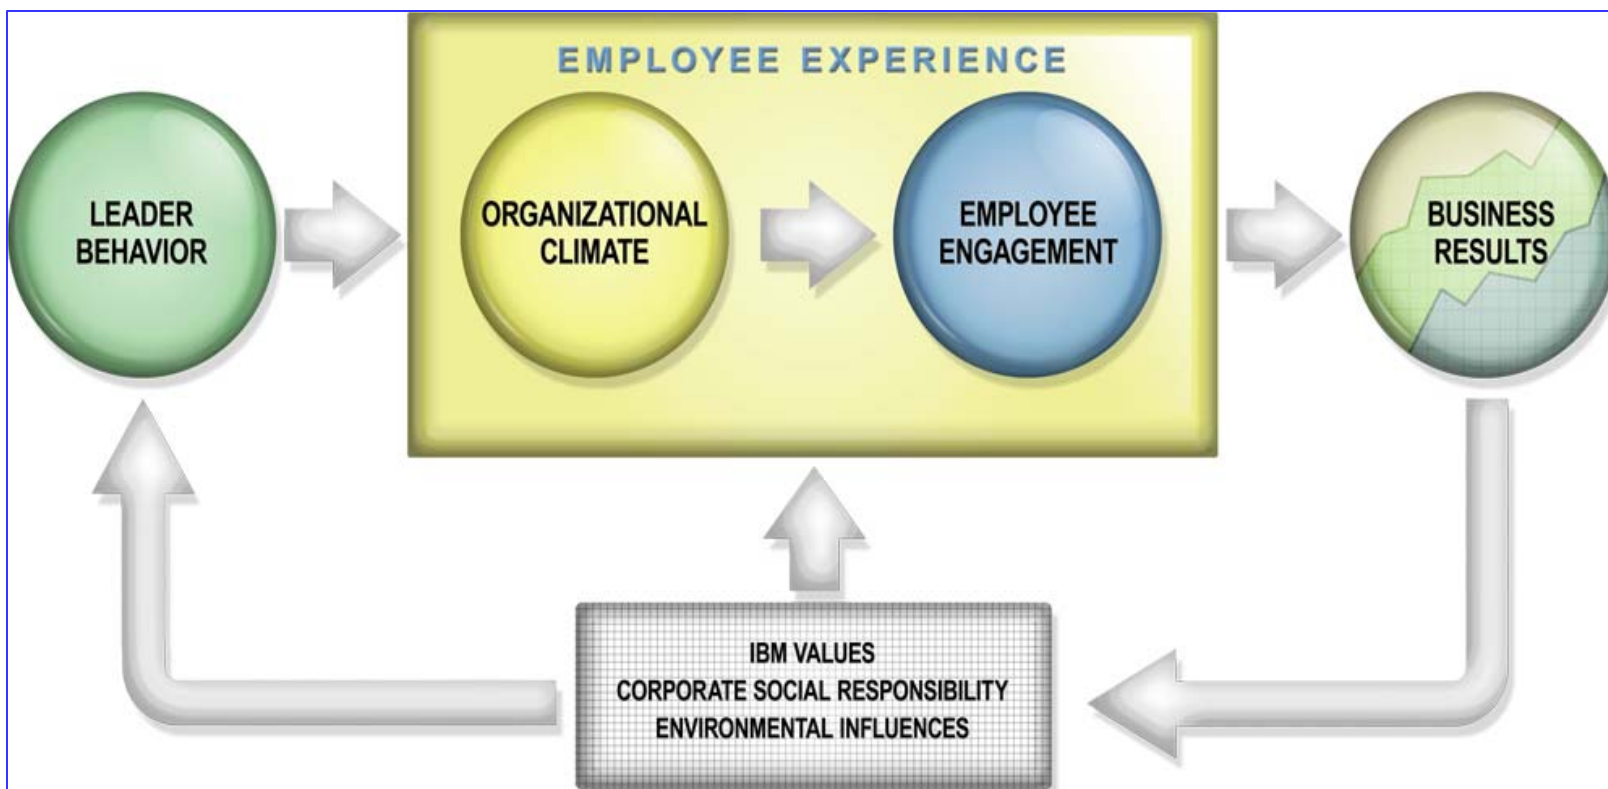 EMPLOYEE EXPERIENCE
LEADER
BEHAVIOR
ORGANIZATIONAL
CLIMATE
EMPLOYEE
ENGAGEMENT
BUSINESS
RESULTS
IBM VALUES
CORPORATE SOCIAL RESPONSIBILITY
ENVIRONMENTAL INFLUENCES